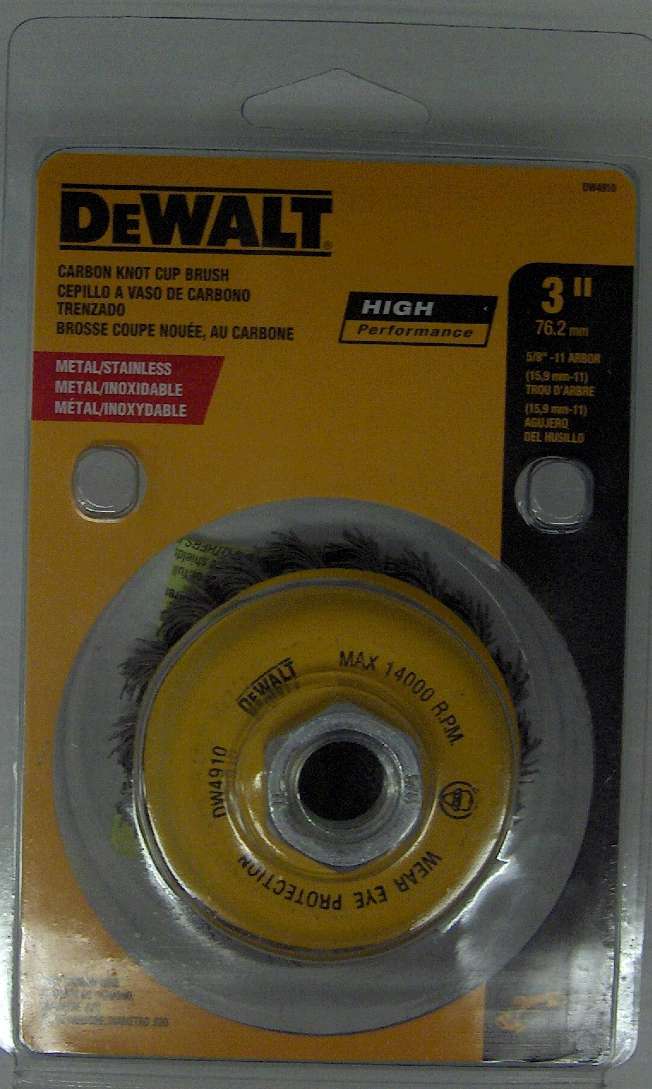 DW4910
DEWALT
CARBON KNOT CUP BRUSH
CEPILLO A VASO DE CARBONO
TRENZADO
BROSSE COUPE NOUÉE, AU CARBONE
HIGH
Performance
3"
76.2 mm
5/8" -11 ARBOR
(15,9 mm-11)
TROU D'ARBRE
(15,9 mm-11)
AGUJERO
DEL HUSILLO
METAL/STAINLESS
METAL/INOXIDABLE
MÉTAL/INOXYDABLE
DEWALT
MAX 14000 R.P.M.
DW4910
WEAR EYE PROTECTION